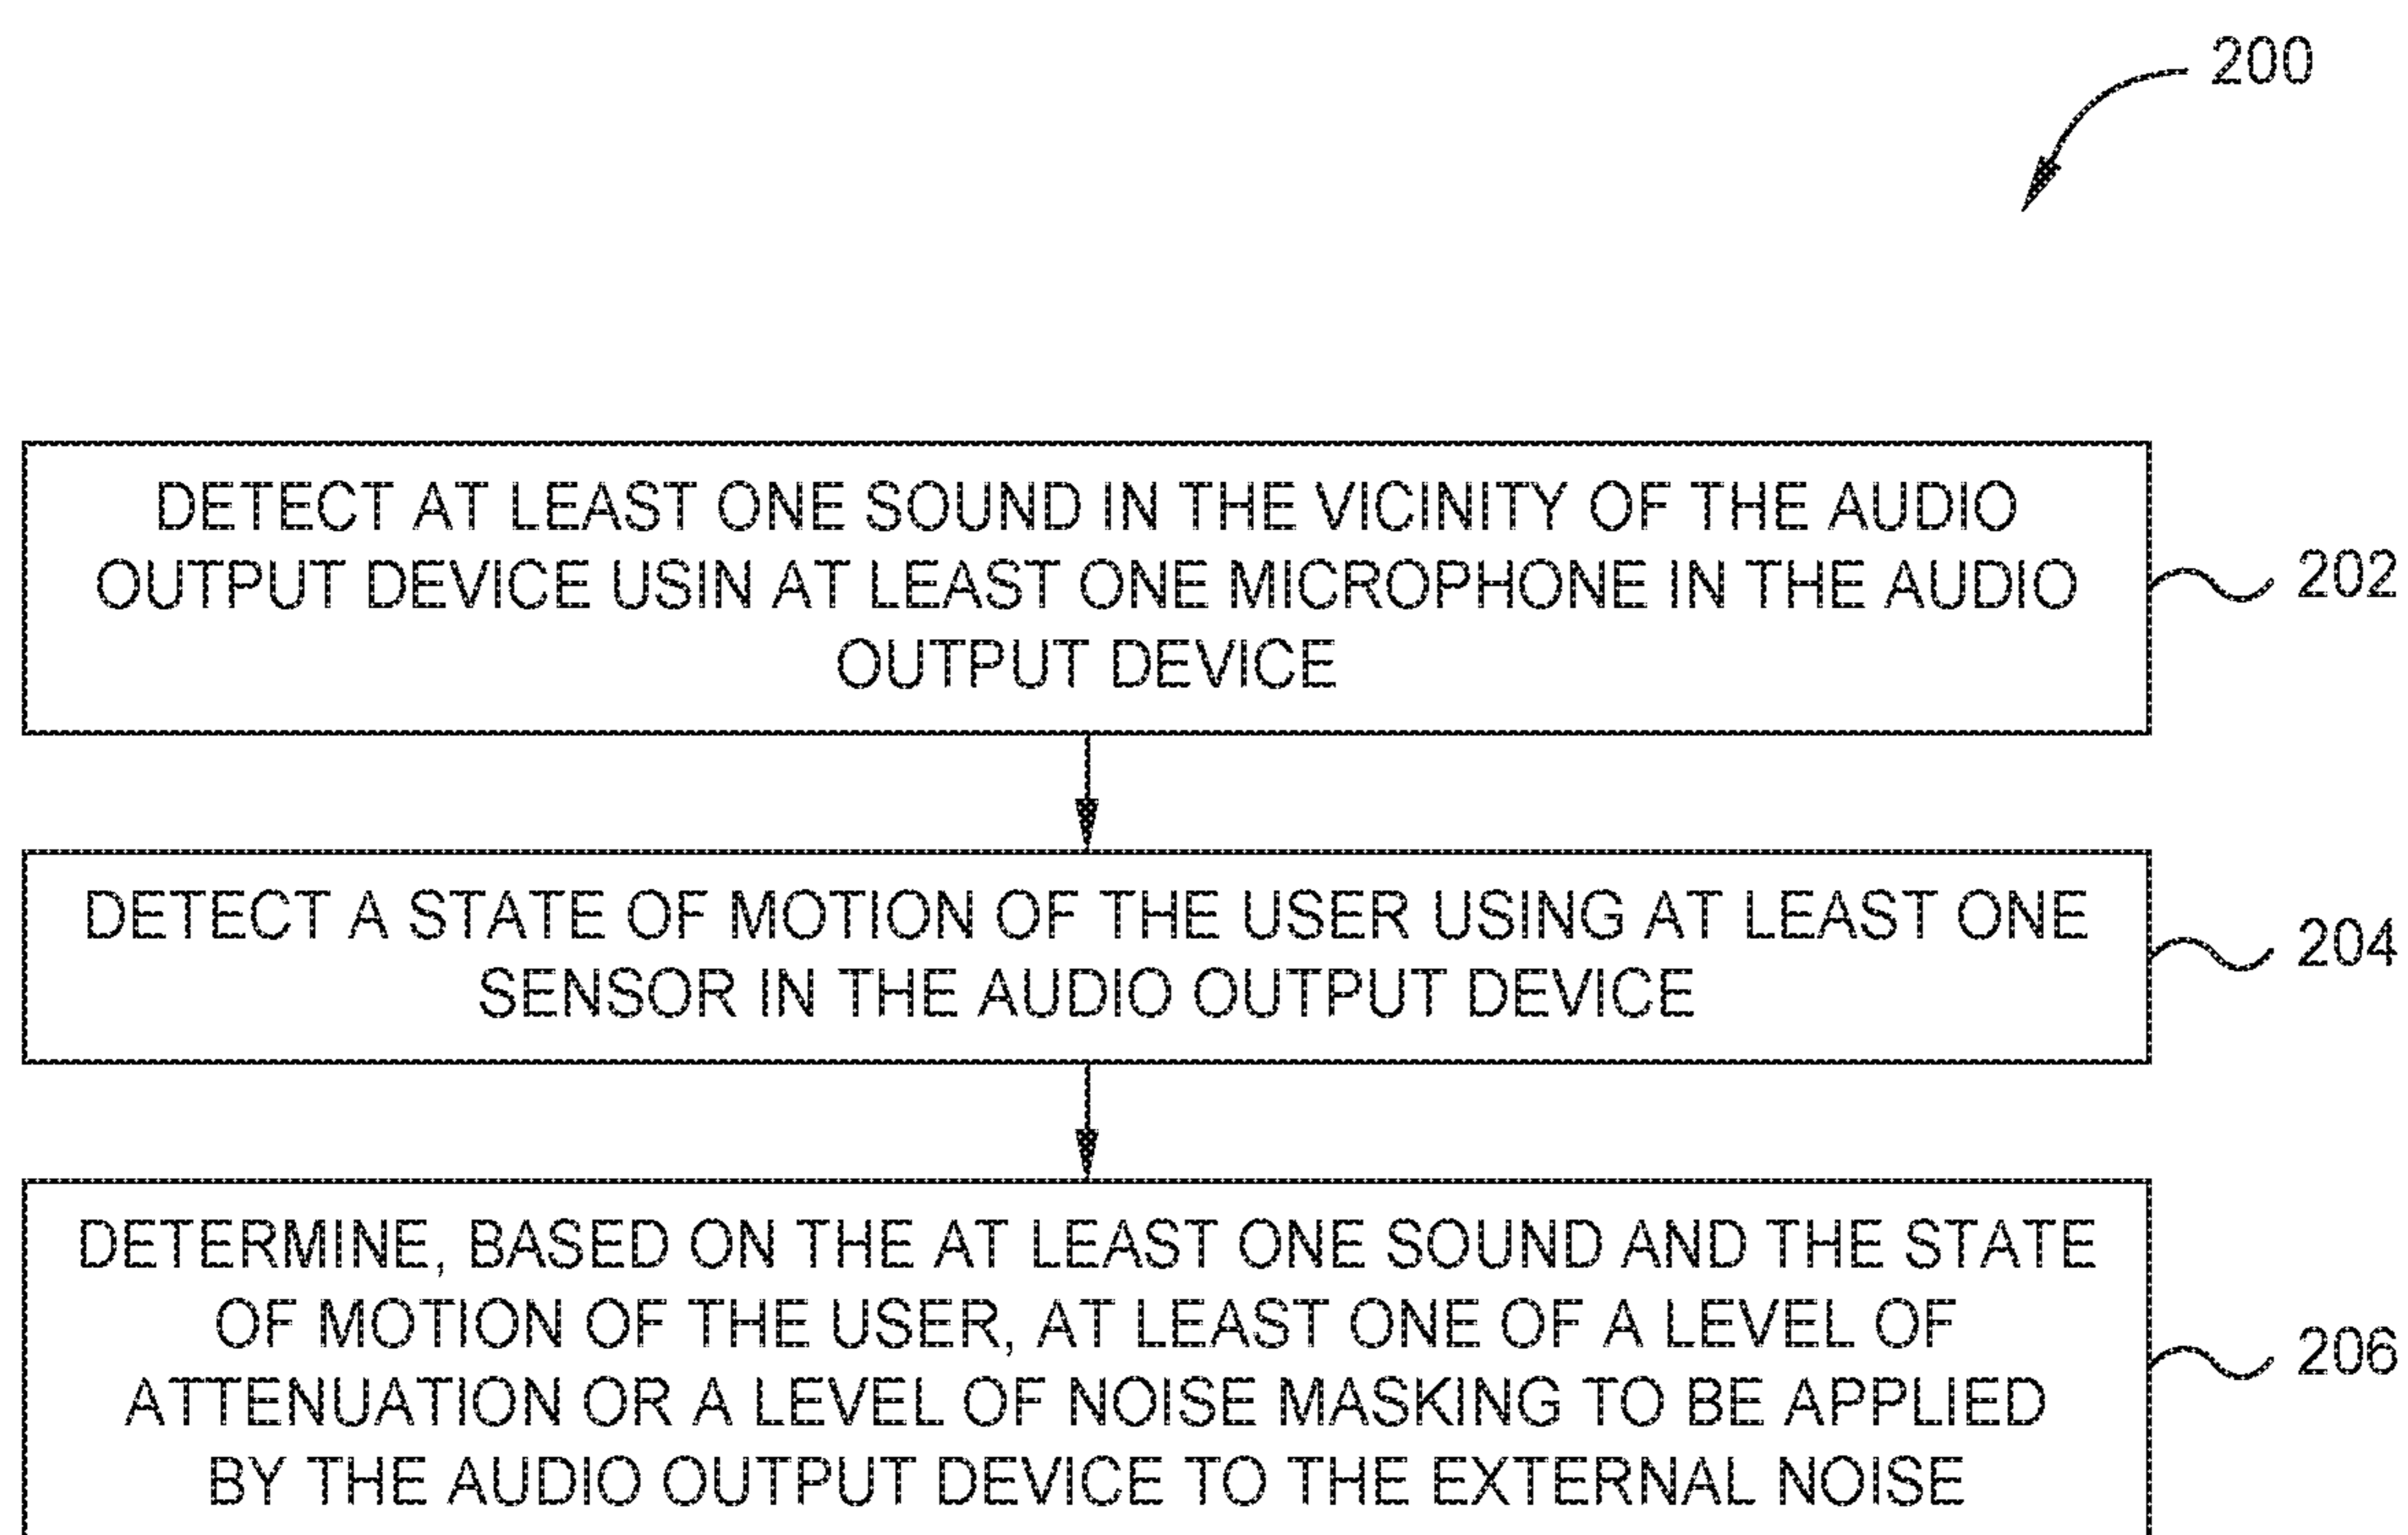 200
DETECT AT LEAST ONE SOUND IN THE VICINITY OF THE AUDIO
OUTPUT DEVICE USIN AT LEAST ONE MICROPHONE IN THE AUDIO
OUTPUT DEVICE
202
DETECT A STATE OF MOTION OF THE USER USING AT LEAST ONE
SENSOR IN THE AUDIO OUTPUT DEVICE
204
DETERMINE, BASED ON THE AT LEAST ONE SOUND AND THE STATE
OF MOTION OF THE USER, AT LEAST ONE OF A LEVEL OF
ATTENUATION OR A LEVEL OF NOISE MASKING TO BE APPLIED
BY THE AUDIO OUTPUT DEVICE TO THE EXTERNAL NOISE
206